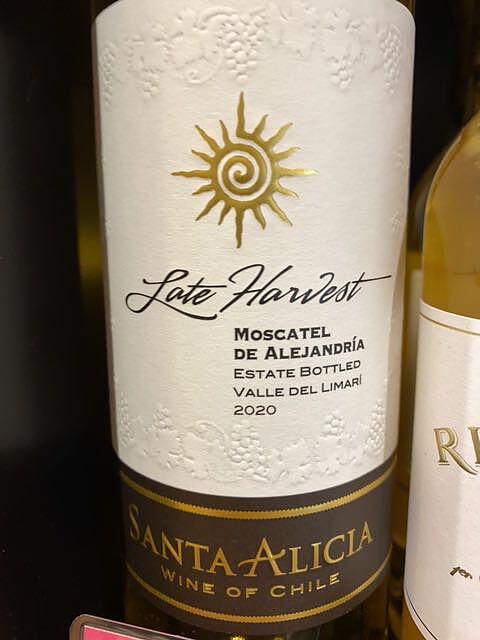 Late Harvest
MOSCATEL
DE ALEJANDRÍA
ESTATE BOTTLED
VALLE DEL LIMARÍ
2020
SANTA ALICIA
WINE OF CHILE